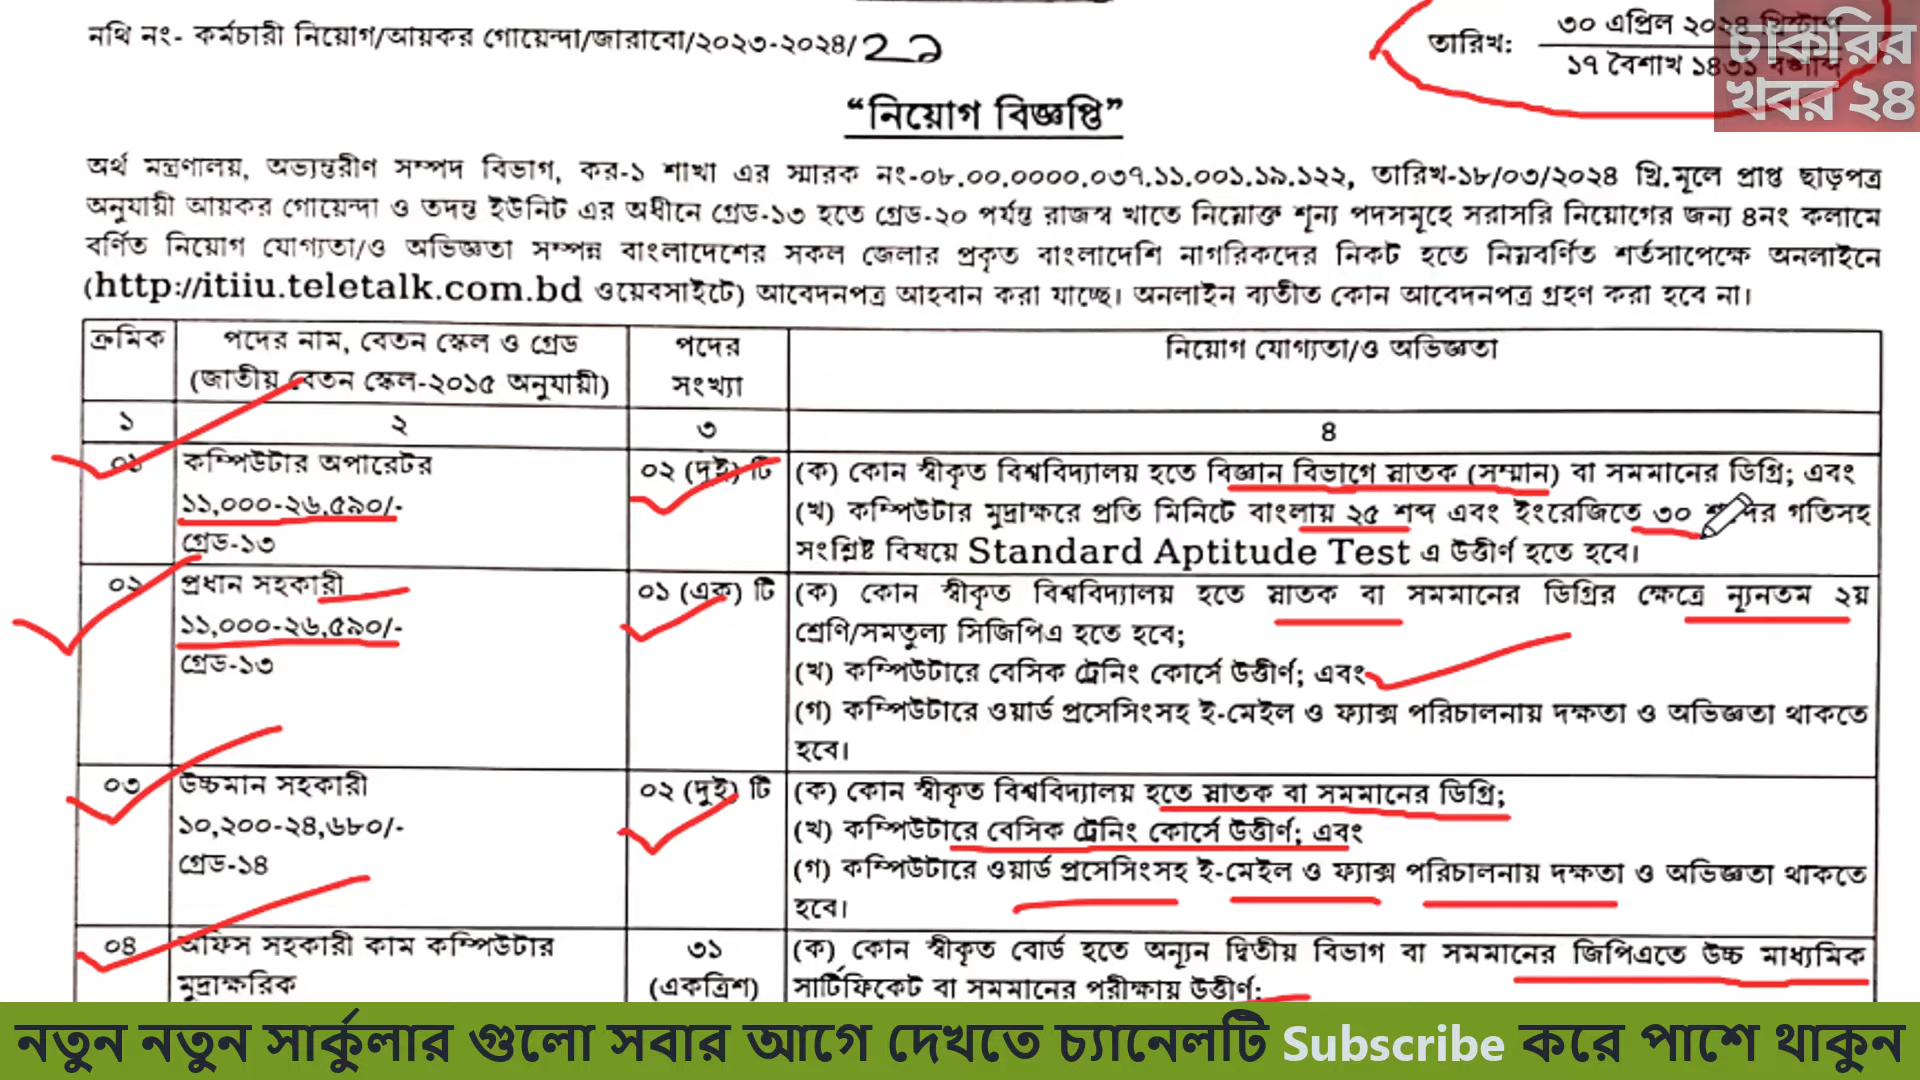 নথি নং- কর্মচারী নিয়োগ/আয়কর গোয়েন্দা/জারাবো/২০২৩-২০২৪/২৯
তারিখ:
৩০ এপ্রিল ২০২৪ খ্রিস্টাব্দ
১৭ বৈশাখ ১৪৩১ বঙ্গাব্দ
চাকরির
খবর ২৪
“নিয়োগ বিজ্ঞপ্তি”
অর্থ মন্ত্রণালয়, অভ্যন্তরীণ সম্পদ বিভাগ, কর-১ শাখা এর স্মারক নং-০৮.০০.০০০০.০৩৭.১১.০০১.১৯.১২২, তারিখ-১৮/০৩/২০২৪ খ্রি.মূলে প্রাপ্ত ছাড়পত্র
অনুযায়ী আয়কর গোয়েন্দা ও তদন্ত ইউনিট এর অধীনে গ্রেড-১৩ হতে গ্রেড-২০ পর্যন্ত রাজস্ব খাতে নিম্নোক্ত শূন্য পদসমূহে সরাসরি নিয়োগের জন্য ৪নং কলামে
বর্ণিত নিয়োগ যোগ্যতা/ও অভিজ্ঞতা সম্পন্ন বাংলাদেশের সকল জেলার প্রকৃত বাংলাদেশি নাগরিকদের নিকট হতে নিম্নবর্ণিত শর্তসাপেক্ষে অনলাইনে
(http://itiiu.teletalk.com.bd ওয়েবসাইটে) আবেদনপত্র আহবান করা যাচ্ছে। অনলাইন ব্যতীত কোন আবেদনপত্র গ্রহণ করা হবে না।
ক্রমিক
পদের নাম, বেতন স্কেল ও গ্রেড
(জাতীয় বেতন স্কেল-২০১৫ অনুযায়ী)
পদের
সংখ্যা
নিয়োগ যোগ্যতা/ও অভিজ্ঞতা
১ ২ ৩ ৪
০১
কম্পিউটার অপারেটর
১১,০০০-২৬,৫৯০/-
গ্রেড-১৩
০২ (দুই) টি
(ক) কোন স্বীকৃত বিশ্ববিদ্যালয় হতে বিজ্ঞান বিভাগে স্নাতক (সম্মান) বা সমমানের ডিগ্রি; এবং
(খ) কম্পিউটার মুদ্রাক্ষরে প্রতি মিনিটে বাংলায় ২৫ শব্দ এবং ইংরেজিতে ৩০ শব্দের গতিসহ
সংশ্লিষ্ট বিষয়ে Standard Aptitude Test এ উত্তীর্ণ হতে হবে।
০২
প্রধান সহকারী
১১,০০০-২৬,৫৯০/-
গ্রেড-১৩
০১ (এক) টি
(ক) কোন স্বীকৃত বিশ্ববিদ্যালয় হতে স্নাতক বা সমমানের ডিগ্রির ক্ষেত্রে ন্যূনতম ২য়
শ্রেণি/সমতুল্য সিজিপিএ হতে হবে;
(খ) কম্পিউটারে বেসিক ট্রেনিং কোর্সে উত্তীর্ণ; এবং
(গ) কম্পিউটারে ওয়ার্ড প্রসেসিংসহ ই-মেইল ও ফ্যাক্স পরিচালনায় দক্ষতা ও অভিজ্ঞতা থাকতে
হবে।
০৩
উচ্চমান সহকারী
১০,২০০-২৪,৬৮০/-
গ্রেড-১৪
০২ (দুই) টি
(ক) কোন স্বীকৃত বিশ্ববিদ্যালয় হতে স্নাতক বা সমমানের ডিগ্রি;
(খ) কম্পিউটারে বেসিক ট্রেনিং কোর্সে উত্তীর্ণ; এবং
(গ) কম্পিউটারে ওয়ার্ড প্রসেসিংসহ ই-মেইল ও ফ্যাক্স পরিচালনায় দক্ষতা ও অভিজ্ঞতা থাকতে
হবে।
০৪
অফিস সহকারী কাম কম্পিউটার
মুদ্রাক্ষরিক
৩১
(একত্রিশ)
(ক) কোন স্বীকৃত বোর্ড হতে অন্যূন দ্বিতীয় বিভাগ বা সমমানের জিপিএতে উচ্চ মাধ্যমিক
সার্টিফিকেট বা সমমানের পরীক্ষায় উত্তীর্ণ;
নতুন নতুন সার্কুলার গুলো সবার আগে দেখতে চ্যানেলটি Subscribe করে পাশে থাকুন